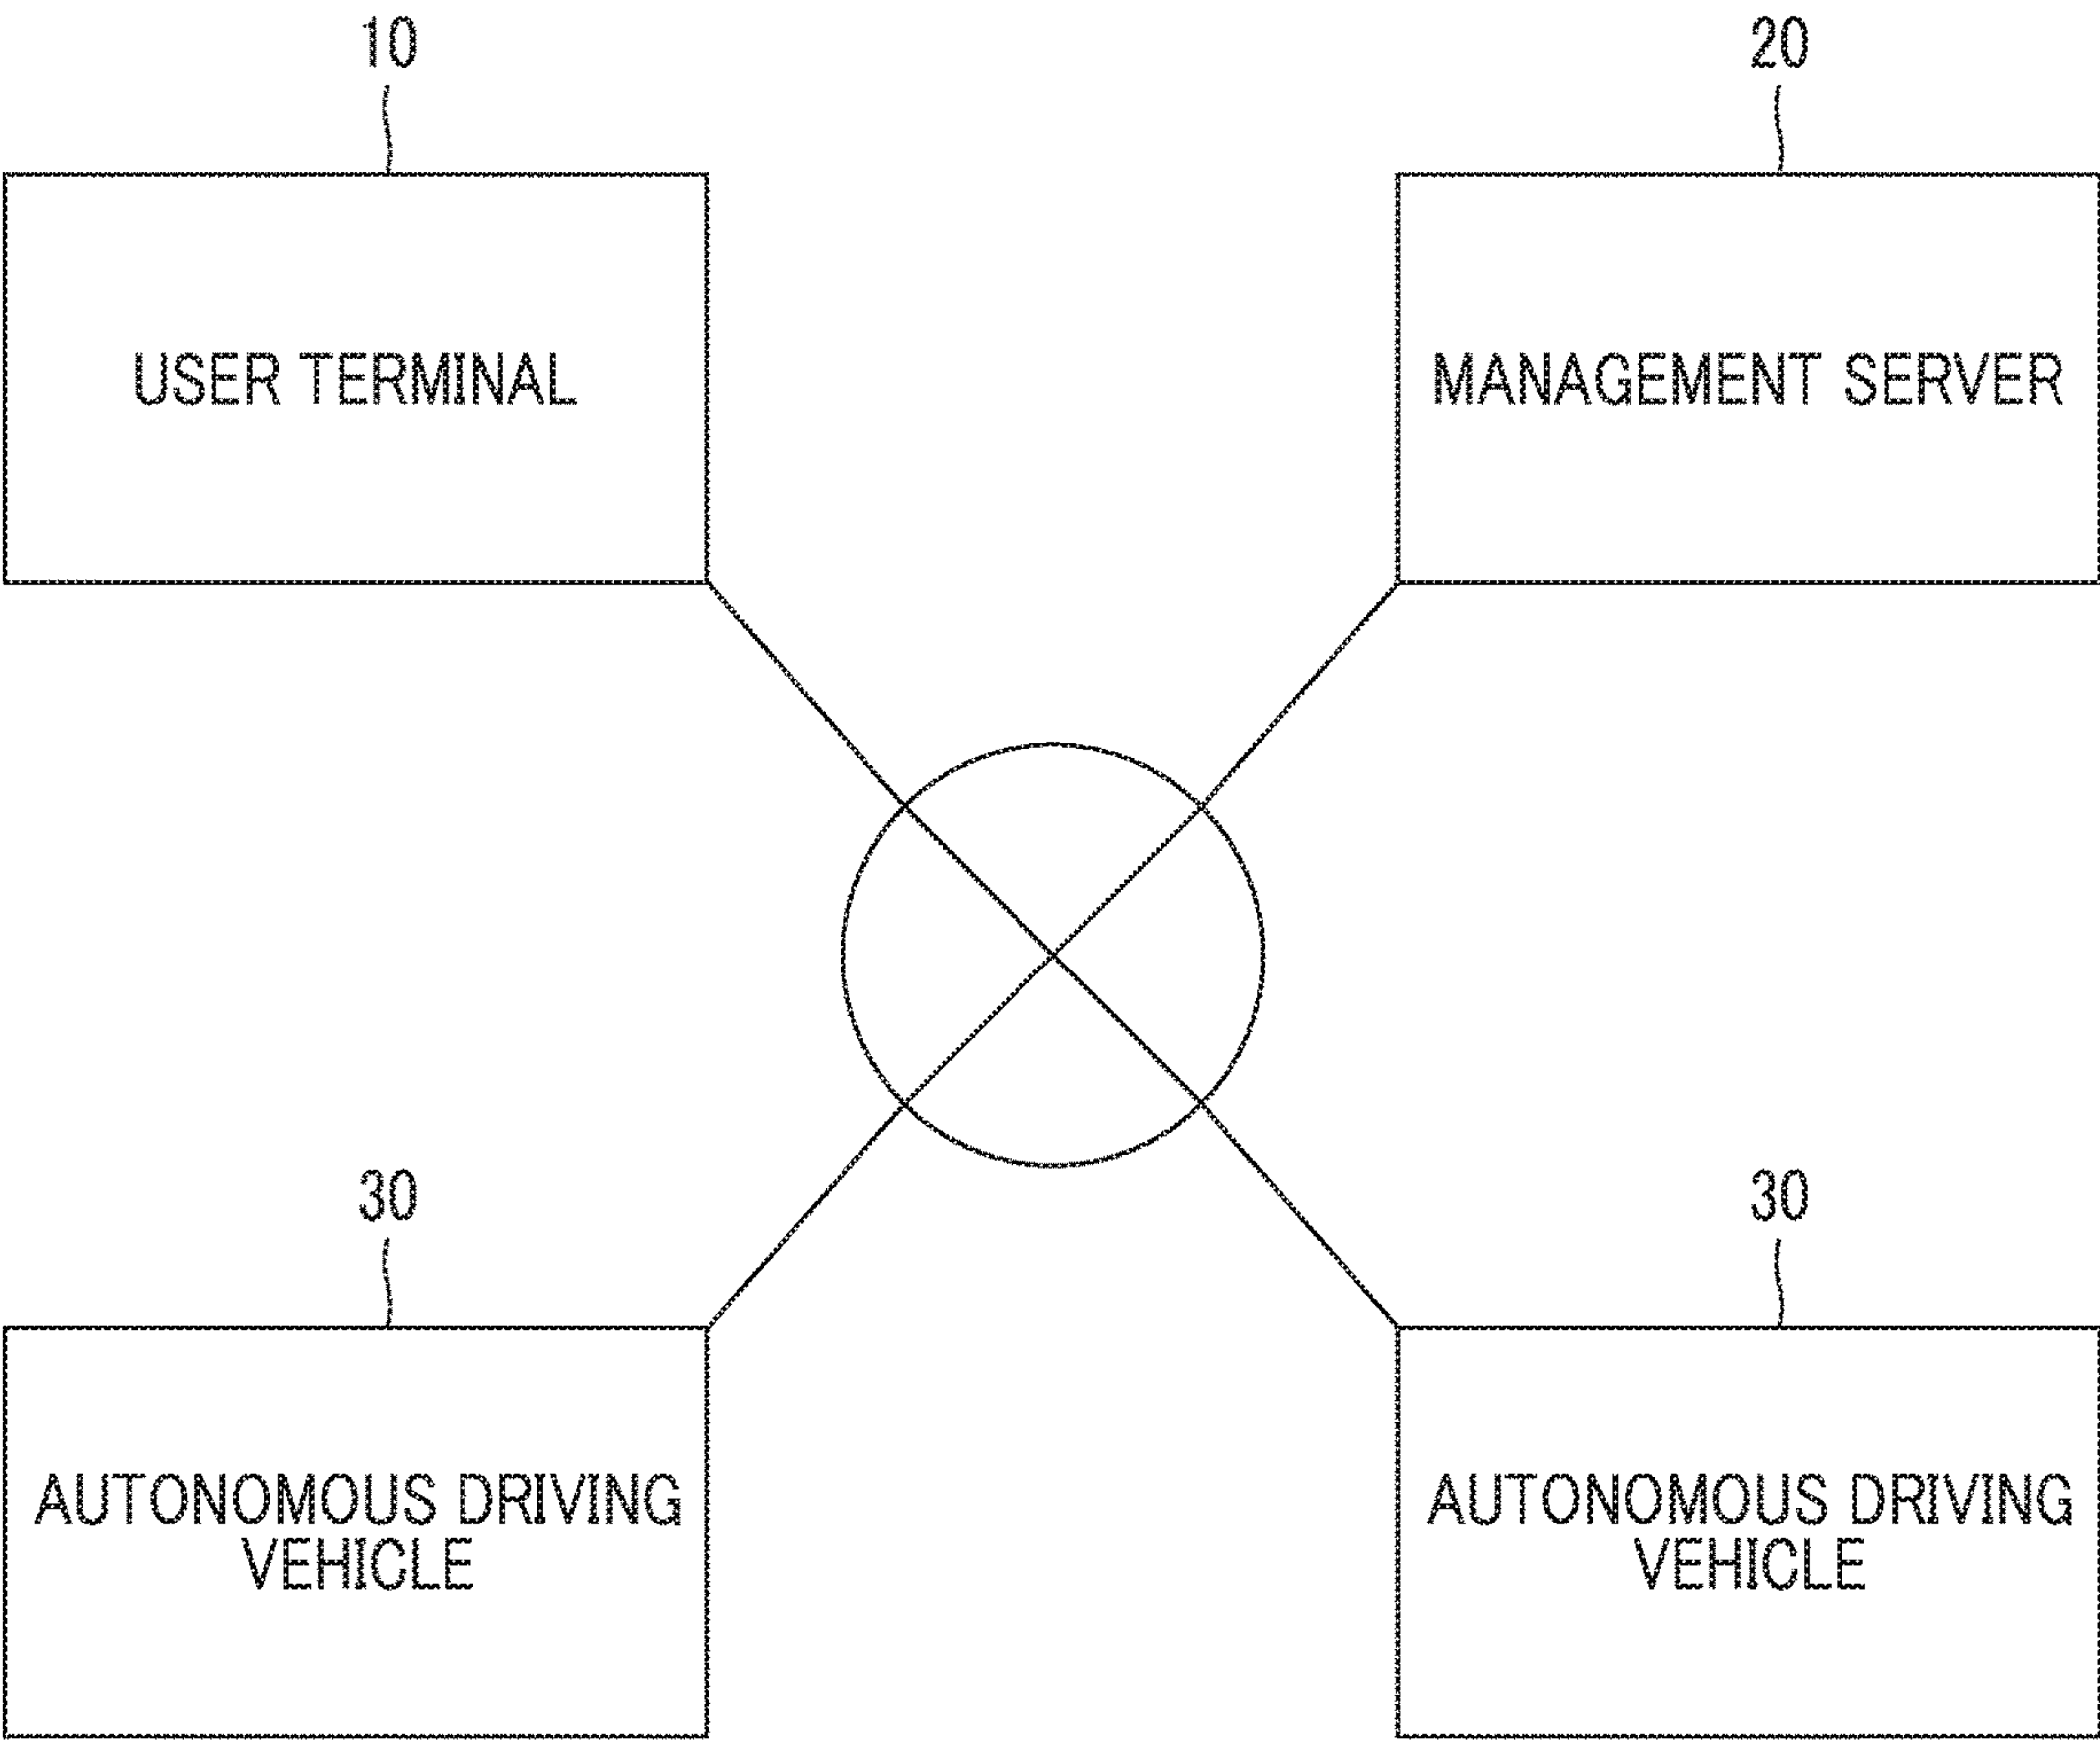 10
20
USER TERMINAL
MANAGEMENT SERVER
30
30
AUTONOMOUS DRIVING
VEHICLE
AUTONOMOUS DRIVING
VEHICLE